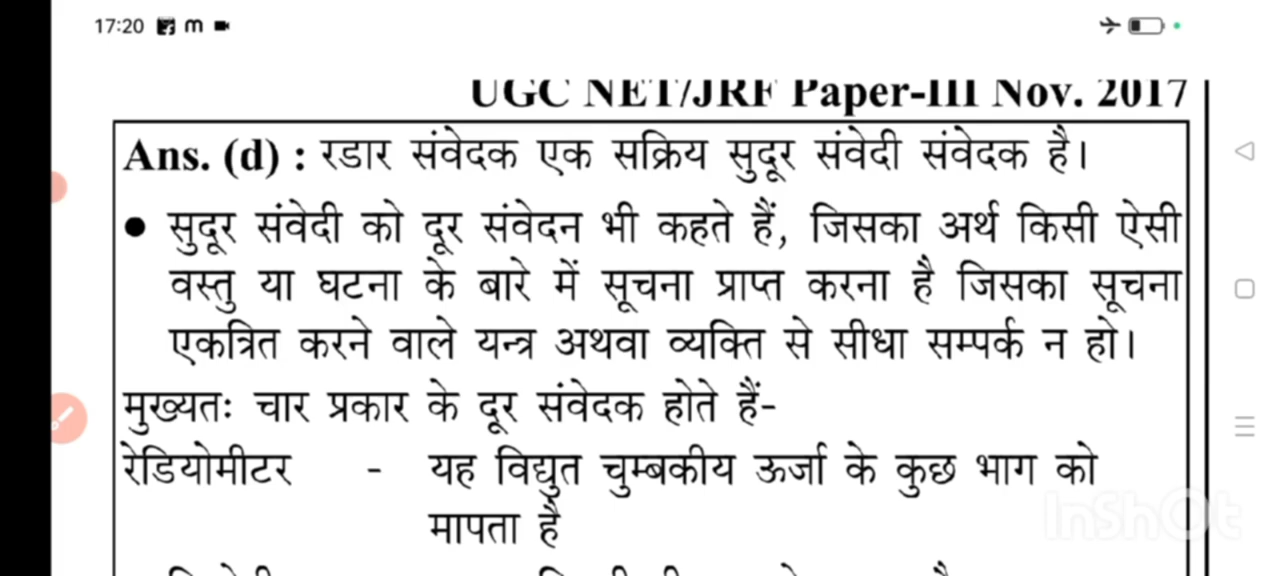 17:20
UGC NET/JRF Paper-III Nov. 2017
Ans. (d) : रडार संवेदक एक सक्रिय सुदूर संवेदी संवेदक है।
● सुदूर संवेदी को दूर संवेदन भी कहते हैं, जिसका अर्थ किसी ऐसी
वस्तु या घटना के बारे में सूचना प्राप्त करना है जिसका सूचना
एकत्रित करने वाले यन्त्र अथवा व्यक्ति से सीधा सम्पर्क न हो।
मुख्यतः चार प्रकार के दूर संवेदक होते हैं-
रेडियोमीटर - यह विद्युत चुम्बकीय ऊर्जा के कुछ भाग को
मापता है
InShOt